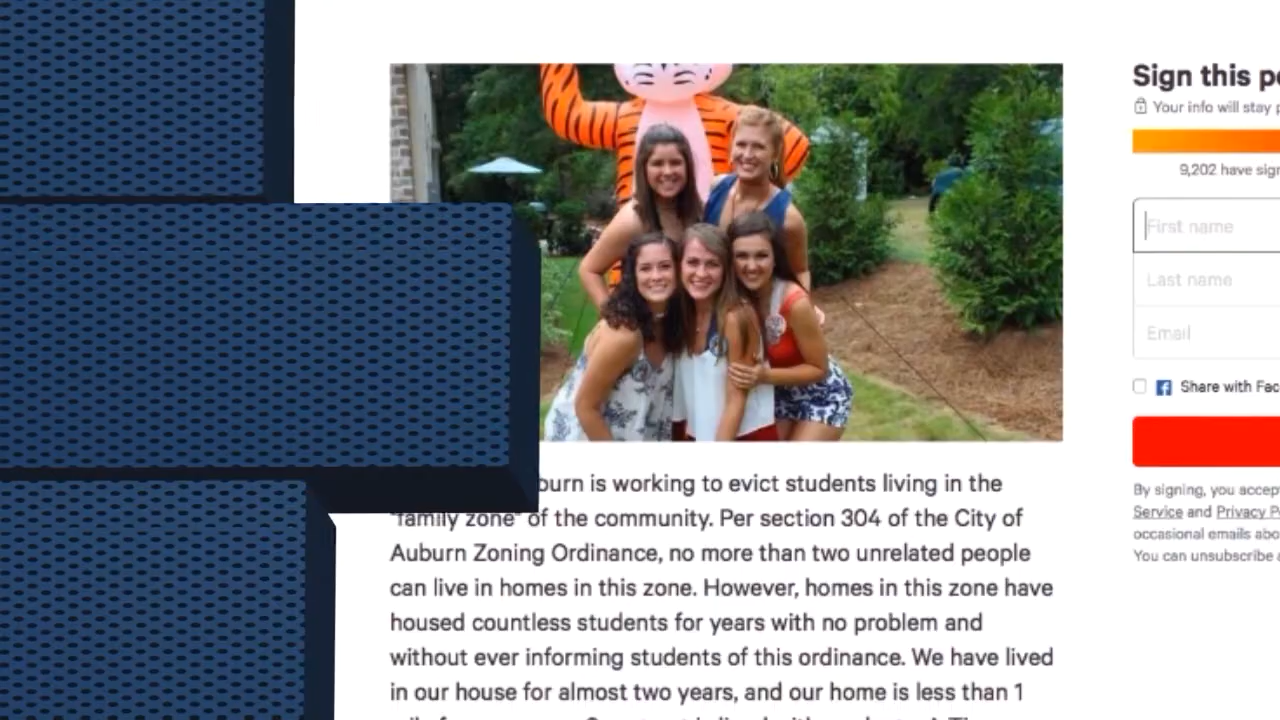 burn is working to evict students living in the
"family zone" of the community. Per section 304 of the City of
Auburn Zoning Ordinance, no more than two unrelated people
can live in homes in this zone. However, homes in this zone have
housed countless students for years with no problem and
without ever informing students of this ordinance. We have lived
in our house for almost two years, and our home is less than 1
Sign this pe
Your info will stay p
9,202 have sign
First name
Last name
Email
Share with Fac
By signing, you accept
Service and Privacy Po
occasional emails abo
You can unsubscribe a